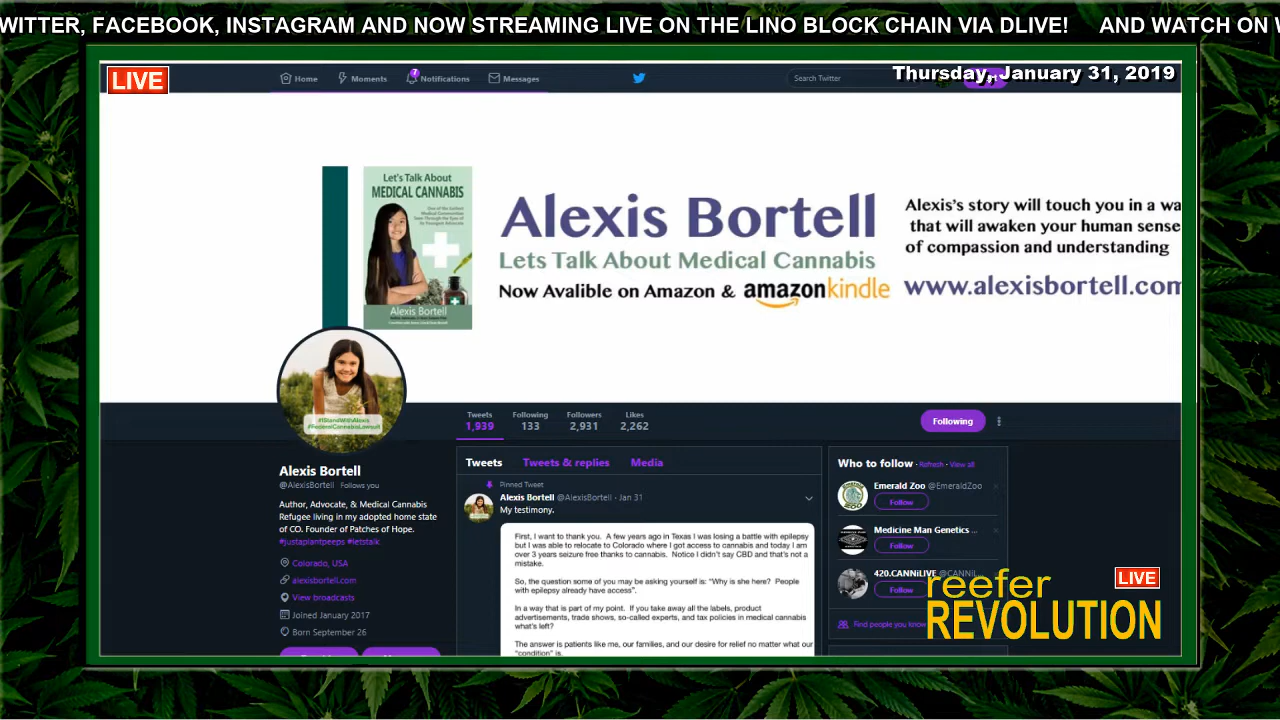 WITTER, FACEBOOK, INSTAGRAM AND NOW STREAMING LIVE ON THE LINO BLOCK CHAIN VIA DLIVE! AND WATCH ON
LIVE
Home
Moments
7
Notifications
Messages
Search Twitter
Thursday, January 31, 2019
Let's Talk About
MEDICAL CANNABIS
Alexis Bortell
Alexis Bortell
Lets Talk About Medical Cannabis
Now Avalible on Amazon & amazonkindle
Alexis's story will touch you in a wa
that will awaken your human sense
of compassion and understanding
www.alexisbortell.com
#IStandWithAlexis
#FederalCannabisLawsuit
Tweets
1,939
Following
133
Followers
2,931
Likes
2,262
Following
Alexis Bortell
@AlexisBortell Follows you
Author, Advocate, & Medical Cannabis
Refugee living in my adopted home state
of CO. Founder of Patches of Hope.
#justaplantpeeps #letstalk
Colorado, USA
alexisbortell.com
View broadcasts
Joined January 2017
Born September 26
Tweets
Tweets & replies
Media
Pinned Tweet
Alexis Bortell @AlexisBortell · Jan 31
My testimony.
First, I want to thank you. A few years ago in Texas I was losing a battle with epilepsy
but I was able to relocate to Colorado where I got access to cannabis and today I am
over 3 years seizure free thanks to cannabis. Notice I didn't say CBD and that's not a
mistake.
So, the question some of you may be asking yourself is: "Why is she here? People
with epilepsy already have access".
In a way that is part of my point. If you take away all the labels, product
advertisements, trade shows, so-called experts, and tax policies in medical cannabis
what's left?
The answer is patients like me, our families, and our desire for relief no matter what our
"condition" is.
Who to follow · Refresh · View all
Emerald Zoo @EmeraldZoo
Follow
Medicine Man Genetics ...
Follow
420.CANNiLIVE @CANNiL
Follow
Find people you know
reefer
REVOLUTION
LIVE